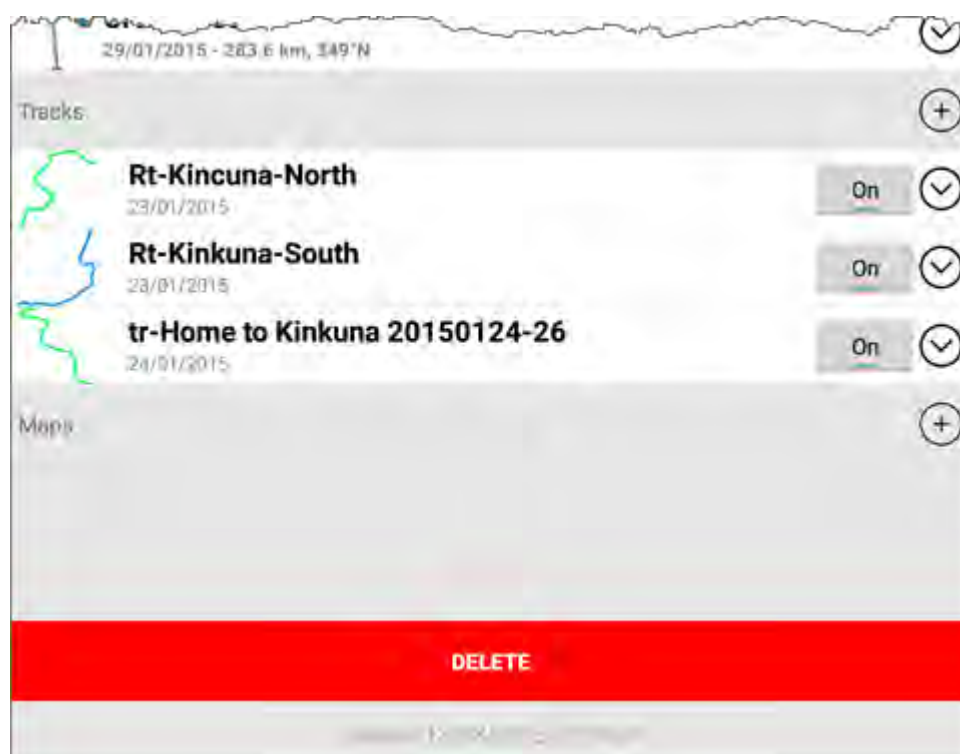 29/01/2015 - 283.6 km, 349°N
Tracks
Rt-Kincuna-North
23/01/2015
On
Rt-Kinkuna-South
23/01/2015
On
tr-Home to Kinkuna 20150124-26
24/01/2015
On
Maps
DELETE